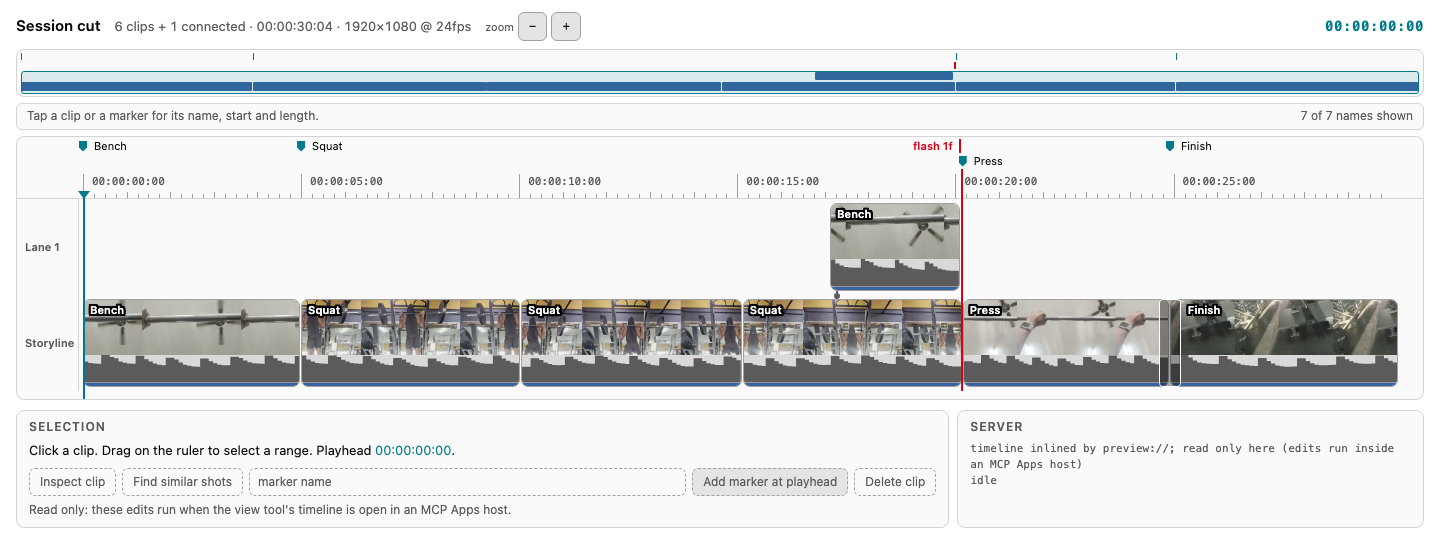 Session cut 6 clips + 1 connected · 00:00:30:04 · 1920×1080 @ 24fps zoom − + 00:00:00:00
Tap a clip or a marker for its name, start and length. 7 of 7 names shown
Bench Squat flash 1f Finish
Press
00:00:00:00 00:00:05:00 00:00:10:00 00:00:15:00 00:00:20:00 00:00:25:00
Bench
Lane 1
Bench Squat Squat Squat Press Finish
Storyline
SELECTION
Click a clip. Drag on the ruler to select a range. Playhead 00:00:00:00.
Inspect clip Find similar shots marker name Add marker at playhead Delete clip
Read only: these edits run when the view tool's timeline is open in an MCP Apps host.
SERVER
timeline inlined by preview://; read only here (edits run inside
an MCP Apps host)
idle